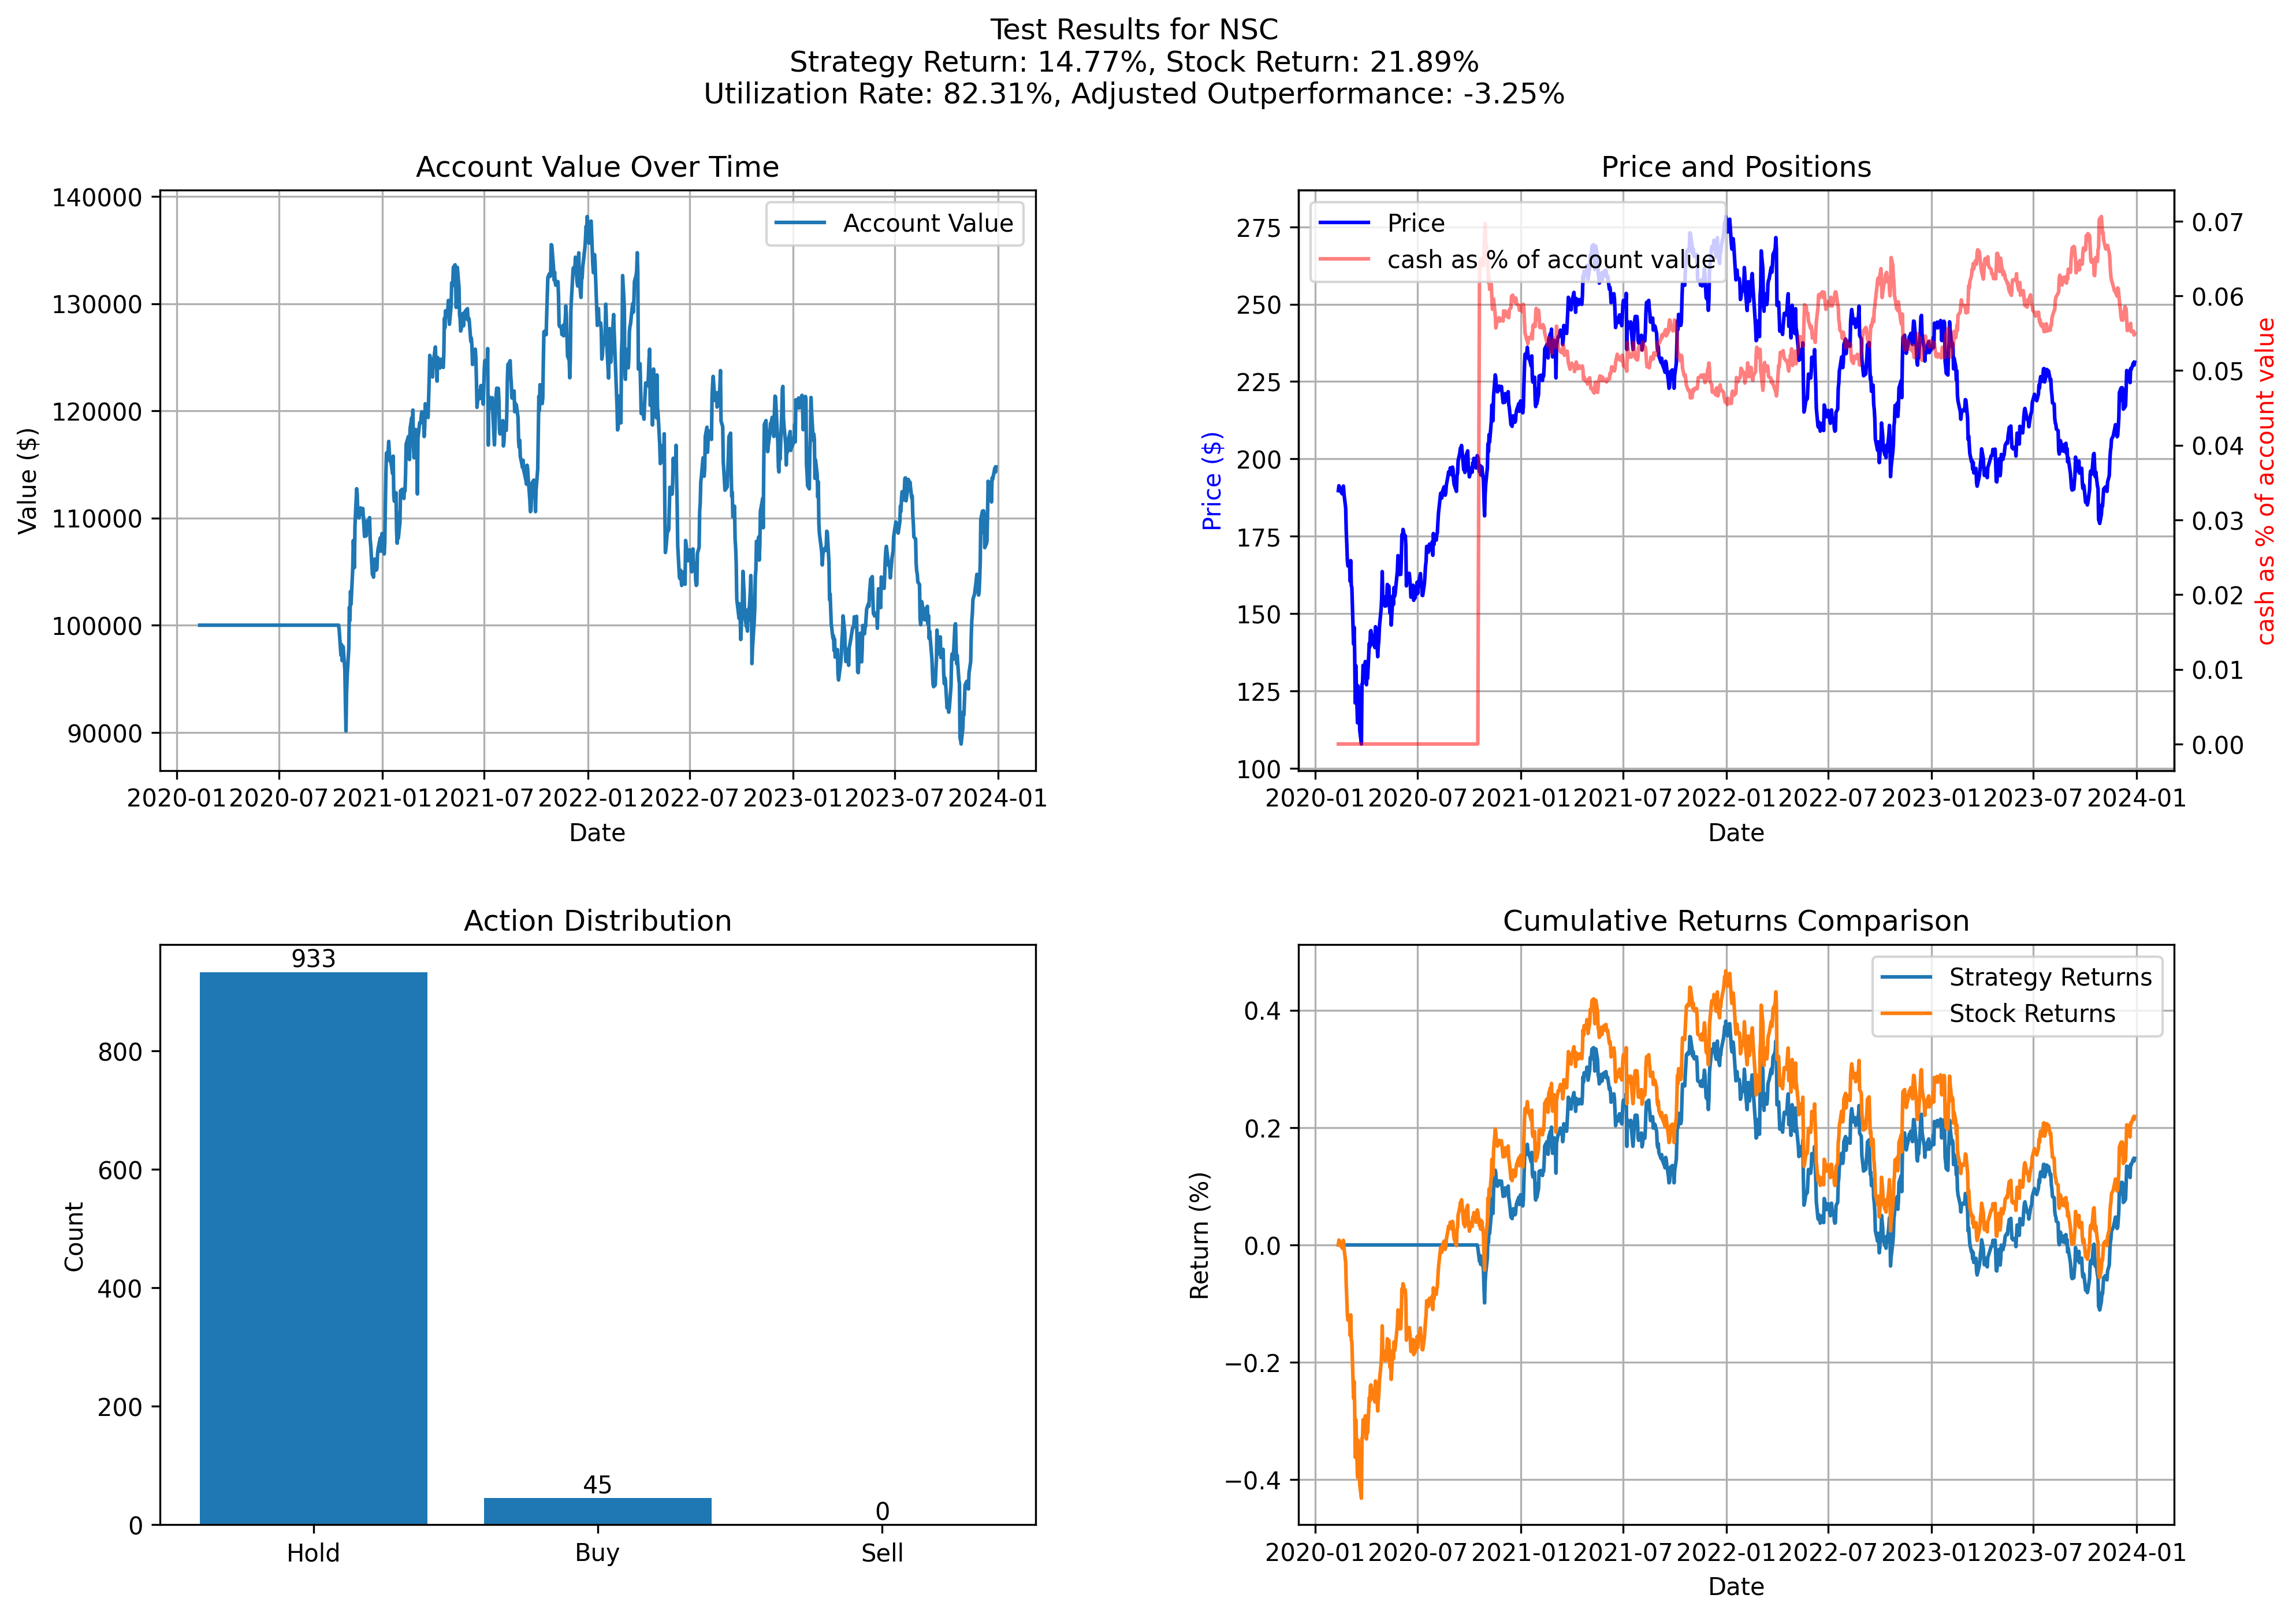 Test Results for NSC
Strategy Return: 14.77%, Stock Return: 21.89%
Utilization Rate: 82.31%, Adjusted Outperformance: -3.25%
Account Value Over Time
Account Value
140000
130000
120000
110000
100000
90000
Value ($)
2020-01 2020-07 2021-01 2021-07 2022-01 2022-07 2023-01 2023-07 2024-01
Date
Price and Positions
Price
cash as % of account value
275
250
225
200
175
150
125
100
Price ($)
0.07
0.06
0.05
0.04
0.03
0.02
0.01
0.00
cash as % of account value
2020-01 2020-07 2021-01 2021-07 2022-01 2022-07 2023-01 2023-07 2024-01
Date
Action Distribution
933
45
0
800
600
400
200
0
Count
Hold Buy Sell
Cumulative Returns Comparison
Strategy Returns
Stock Returns
0.4
0.2
0.0
−0.2
−0.4
Return (%)
2020-01 2020-07 2021-01 2021-07 2022-01 2022-07 2023-01 2023-07 2024-01
Date